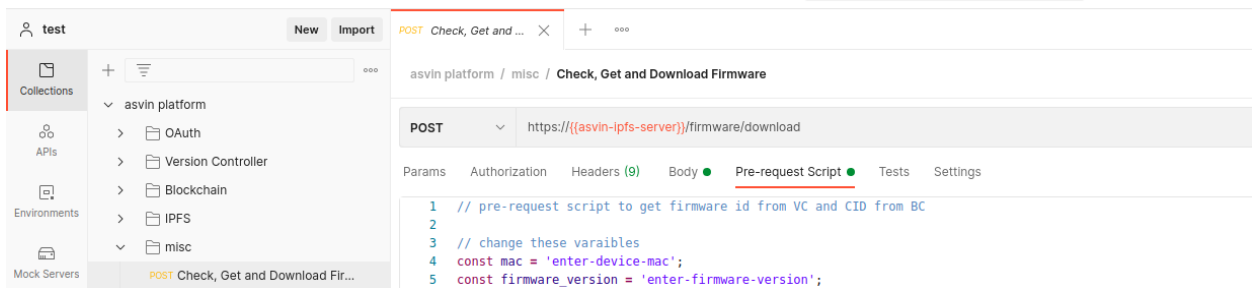 test New Import POST Check, Get and ...
asvin platform / misc / Check, Get and Download Firmware
Collections
asvin platform
POST https://{{asvin-ipfs-server}}/firmware/download
OAuth
APIs
Version Controller
Params Authorization Headers (9) Body Pre-request Script Tests Settings
Blockchain
Environments
IPFS
1 // pre-request script to get firmware id from VC and CID from BC
2
misc
3 // change these varaibles
4 const mac = 'enter-device-mac';
Mock Servers
POST Check, Get and Download Fir...
5 const firmware_version = 'enter-firmware-version';